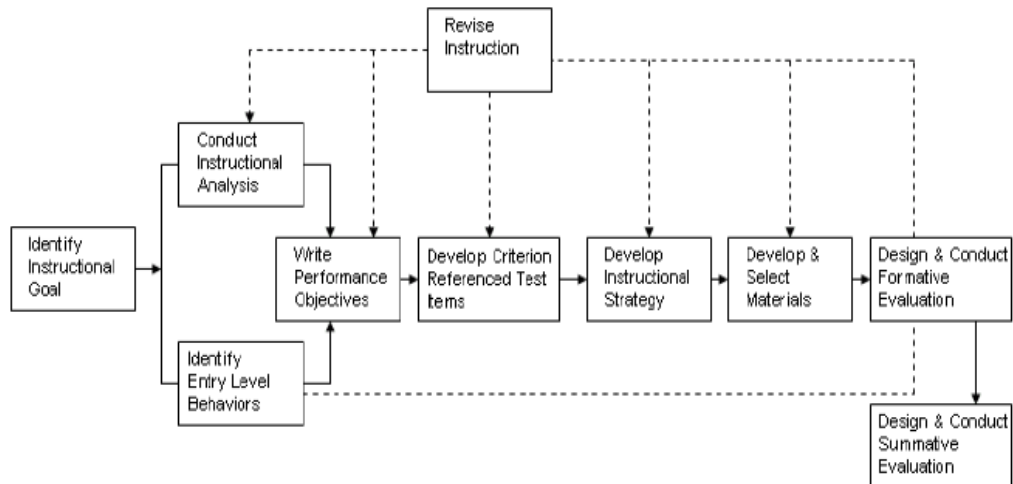 Revise
Instruction
Conduct
Instructional
Analysis
Identify
Instructional
Goal
Write
Performance
Objectives
Develop Criterion
Referenced Test
Items
Develop
Instructional
Strategy
Develop &
Select
Materials
Design & Conduct
Formative
Evaluation
Identify
Entry Level
Behaviors
Design & Conduct
Summative
Evaluation